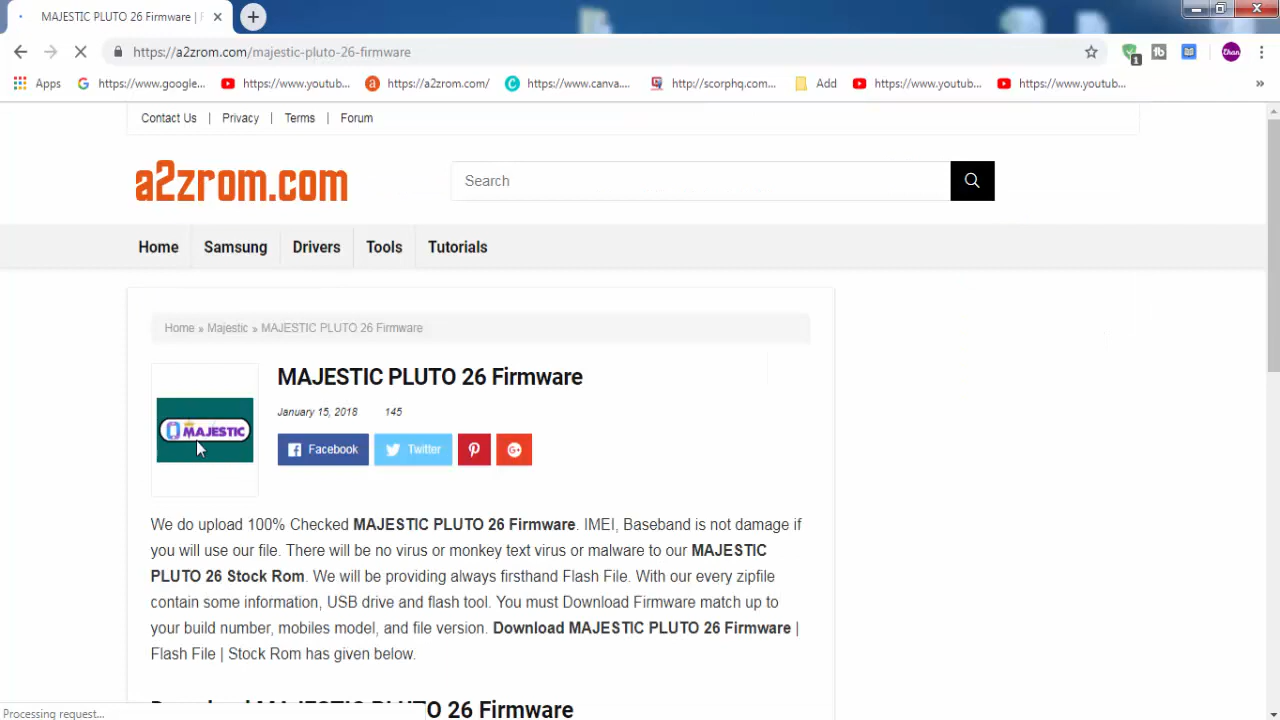 MAJESTIC PLUTO 26 Firmware |
https://a2zrom.com/majestic-pluto-26-firmware
1
Apps https://www.google... https://www.youtub... https://a2zrom.com/ https://www.canva.... http://scorphq.com... Add https://www.youtub... https://www.youtub... »
Contact Us | Privacy | Terms | Forum
a2zrom.com
Search
Home Samsung Drivers Tools Tutorials
Home » Majestic » MAJESTIC PLUTO 26 Firmware
MAJESTIC
MAJESTIC PLUTO 26 Firmware
January 15, 2018 145
Facebook Twitter
We do upload 100% Checked MAJESTIC PLUTO 26 Firmware. IMEI, Baseband is not damage if
you will use our file. There will be no virus or monkey text virus or malware to our MAJESTIC
PLUTO 26 Stock Rom. We will be providing always firsthand Flash File. With our every zipfile
contain some information, USB drive and flash tool. You must Download Firmware match up to
your build number, mobiles model, and file version. Download MAJESTIC PLUTO 26 Firmware |
Flash File | Stock Rom has given below.
Download MAJESTIC PLUTO 26 Firmware
Processing request...